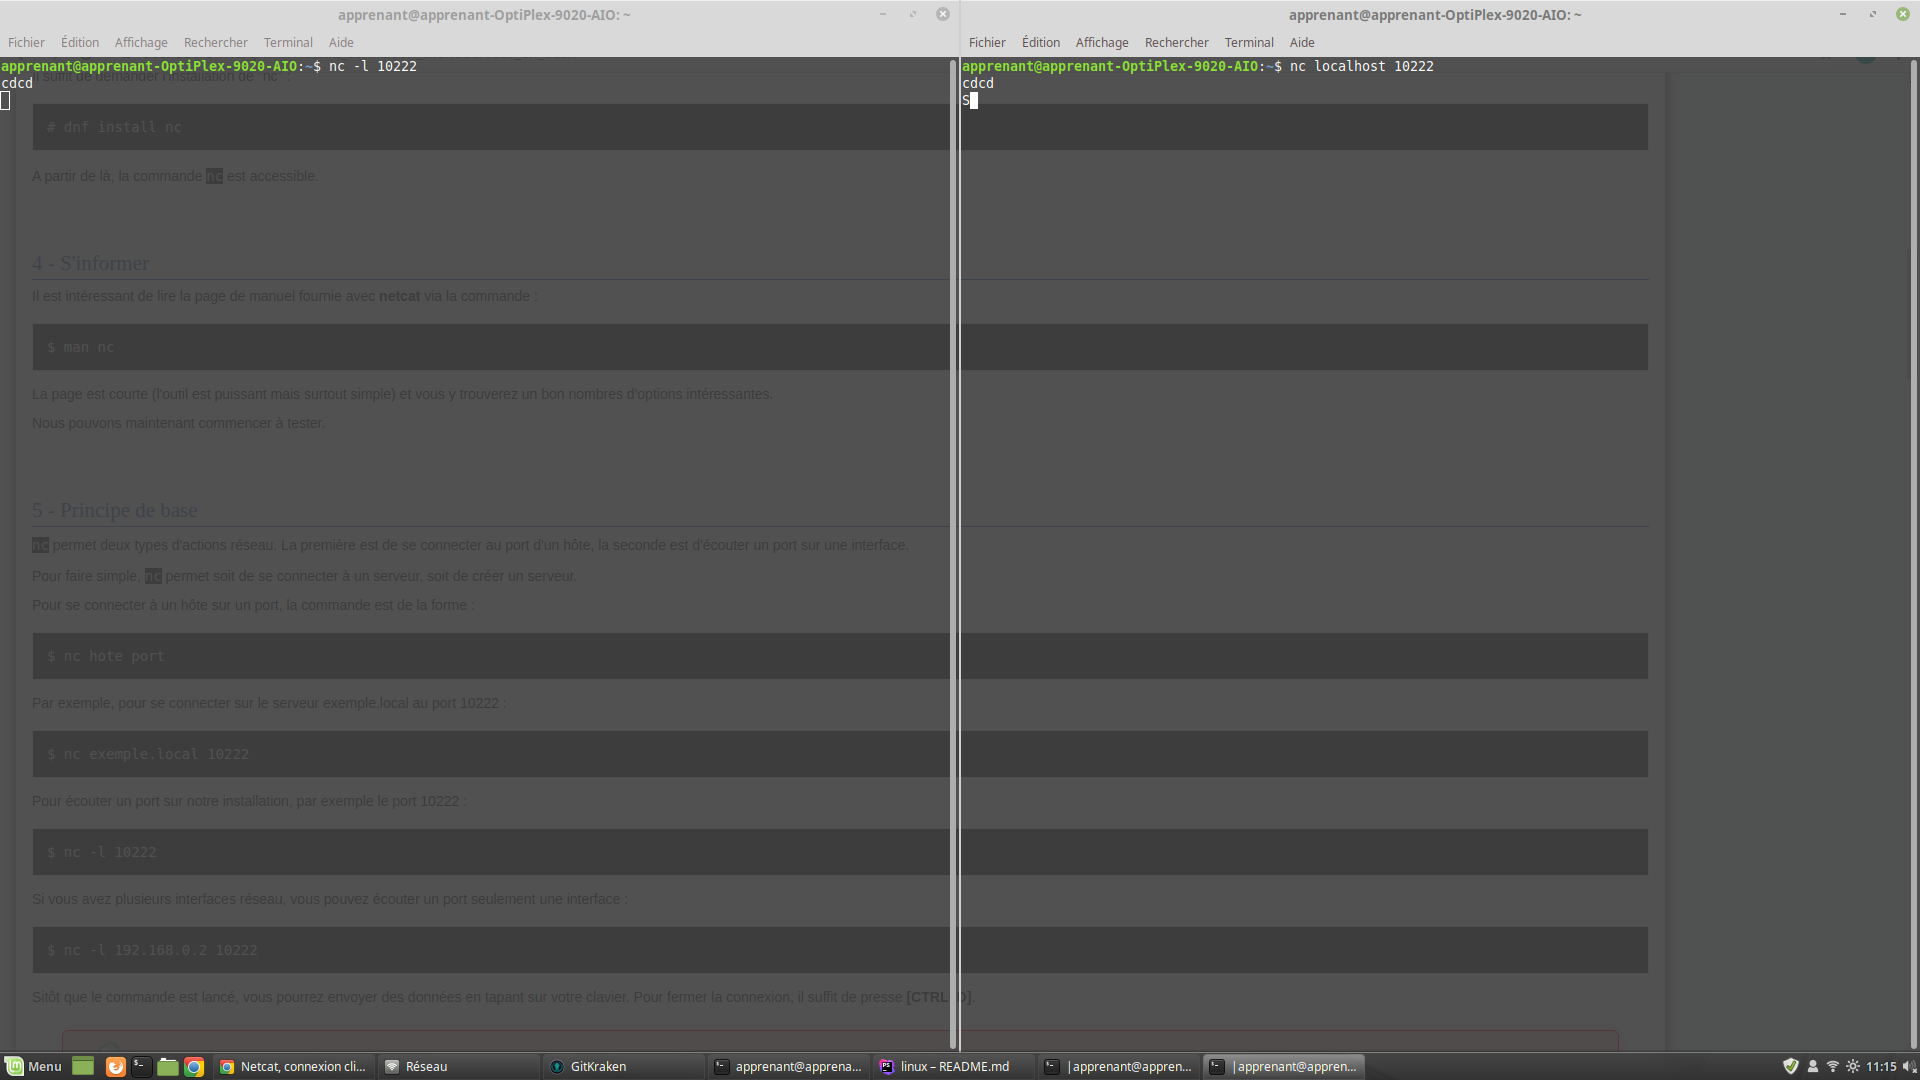 apprenant@apprenant-OptiPlex-9020-AIO: ~
Fichier Édition Affichage Rechercher Terminal Aide
apprenant@apprenant-OptiPlex-9020-AIO:~$ nc -l 10222
cdcd
apprenant@apprenant-OptiPlex-9020-AIO: ~
Fichier Édition Affichage Rechercher Terminal Aide
apprenant@apprenant-OptiPlex-9020-AIO:~$ nc localhost 10222
cdcd
S
Il suffit de demander l'installation de "nc" :
# dnf install nc
A partir de là, la commande nc est accessible.
4 - S'informer
Il est intéressant de lire la page de manuel fournie avec netcat via la commande :
$ man nc
La page est courte (l'outil est puissant mais surtout simple) et vous y trouverez un bon nombres d'options intéressantes.
Nous pouvons maintenant commencer à tester.
5 - Principe de base
nc permet deux types d'actions réseau. La première est de se connecter au port d'un hôte, la seconde est d'écouter un port sur une interface.
Pour faire simple, nc permet soit de se connecter à un serveur, soit de créer un serveur.
Pour se connecter à un hôte sur un port, la commande est de la forme :
$ nc hote port
Par exemple, pour se connecter sur le serveur exemple.local au port 10222 :
$ nc exemple.local 10222
Pour écouter un port sur notre installation, par exemple le port 10222 :
$ nc -l 10222
Si vous avez plusieurs interfaces réseau, vous pouvez écouter un port seulement une interface :
$ nc -l 192.168.0.2 10222
Sitôt que le commande est lancé, vous pourrez envoyer des données en tapant sur votre clavier. Pour fermer la connexion, il suffit de presse [CTRL D].
Menu Netcat, connexion cli... Réseau GitKraken apprenant@apprena... linux – README.md |apprenant@appren... |apprenant@appren... 11:15